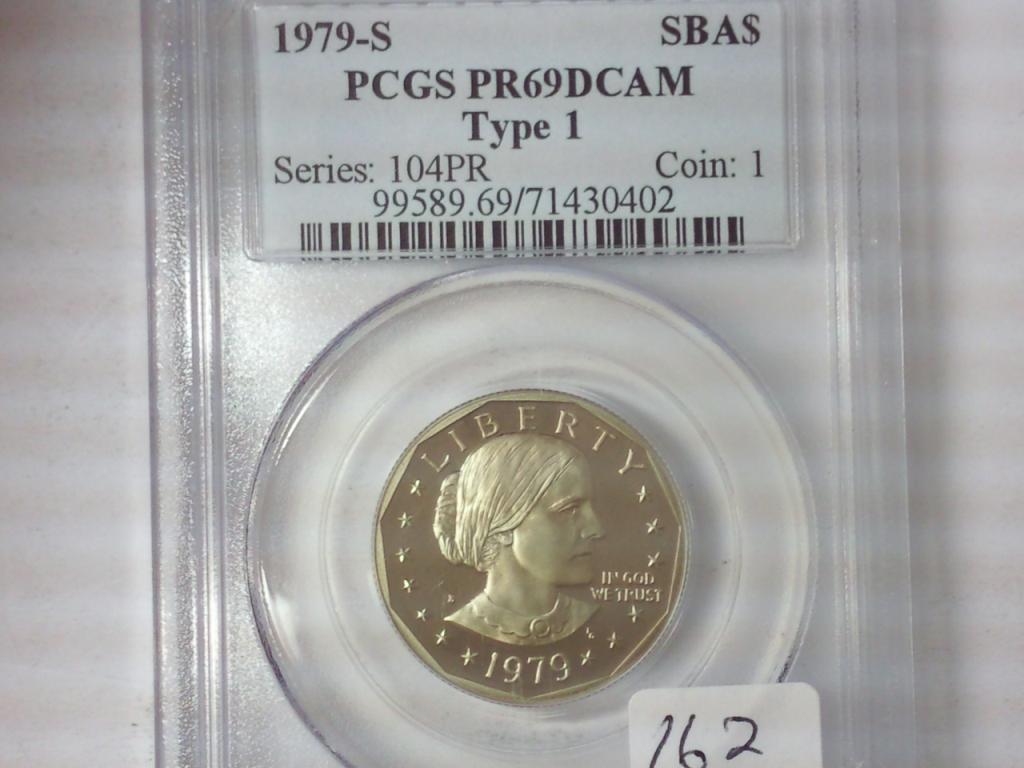 1979-S SBA$
PCGS PR69DCAM
Type 1
Series: 104PR Coin: 1
99589.69/71430402
LIBERTY
IN GOD
WE TRUST
1979
162